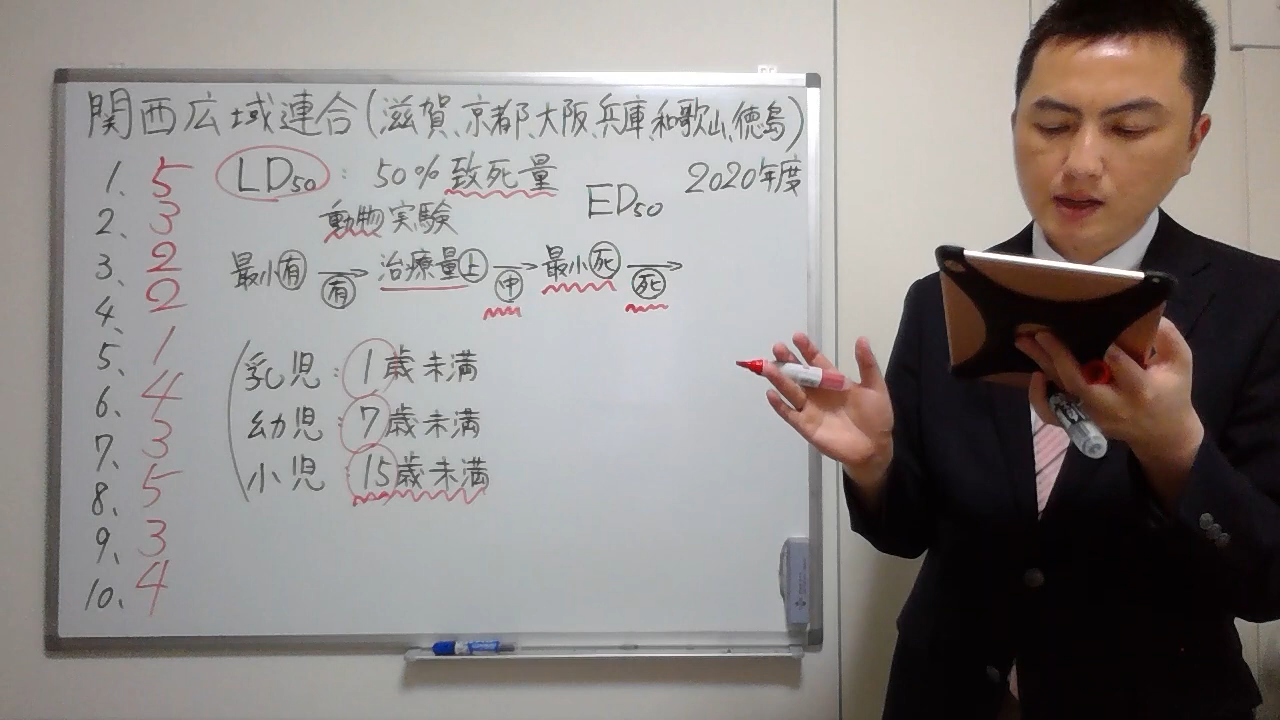 関西広域連合(滋賀、京都、大阪、兵庫、和歌山、徳島)
2020年度
1. 5
2. 3
3. 2
4. 2
5. 1
6. 4
7. 3
8. 5
9. 3
10. 4
LD50 : 50%致死量
ED50
動物実験
最小有 → 治療量上 → 最小死 →
有 中 死
乳児:1歳未満
幼児:7歳未満
小児:15歳未満